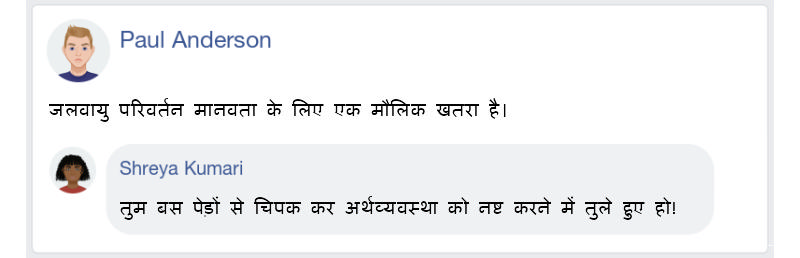 Paul Anderson
जलवायु परिवर्तन मानवता के लिए एक मौलिक खतरा है।
Shreya Kumari
तुम बस पेड़ों से चिपक कर अर्थव्यवस्था को नष्ट करने में तुले हुए हो!